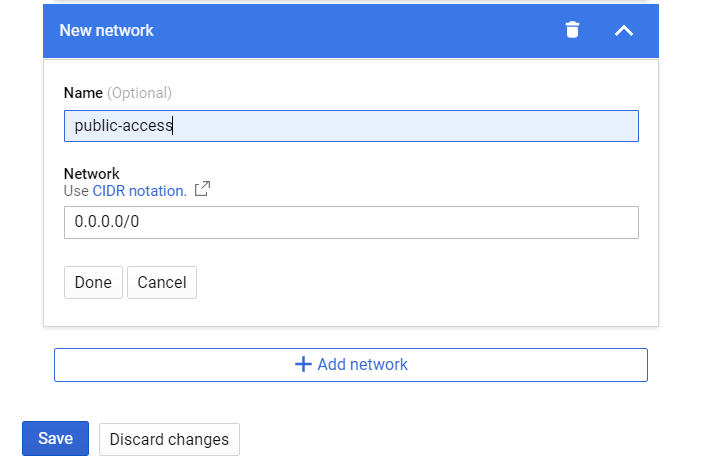 New network
Name (Optional)
public-access
Network
Use CIDR notation.
0.0.0.0/0
Done Cancel
Add network
Save Discard changes